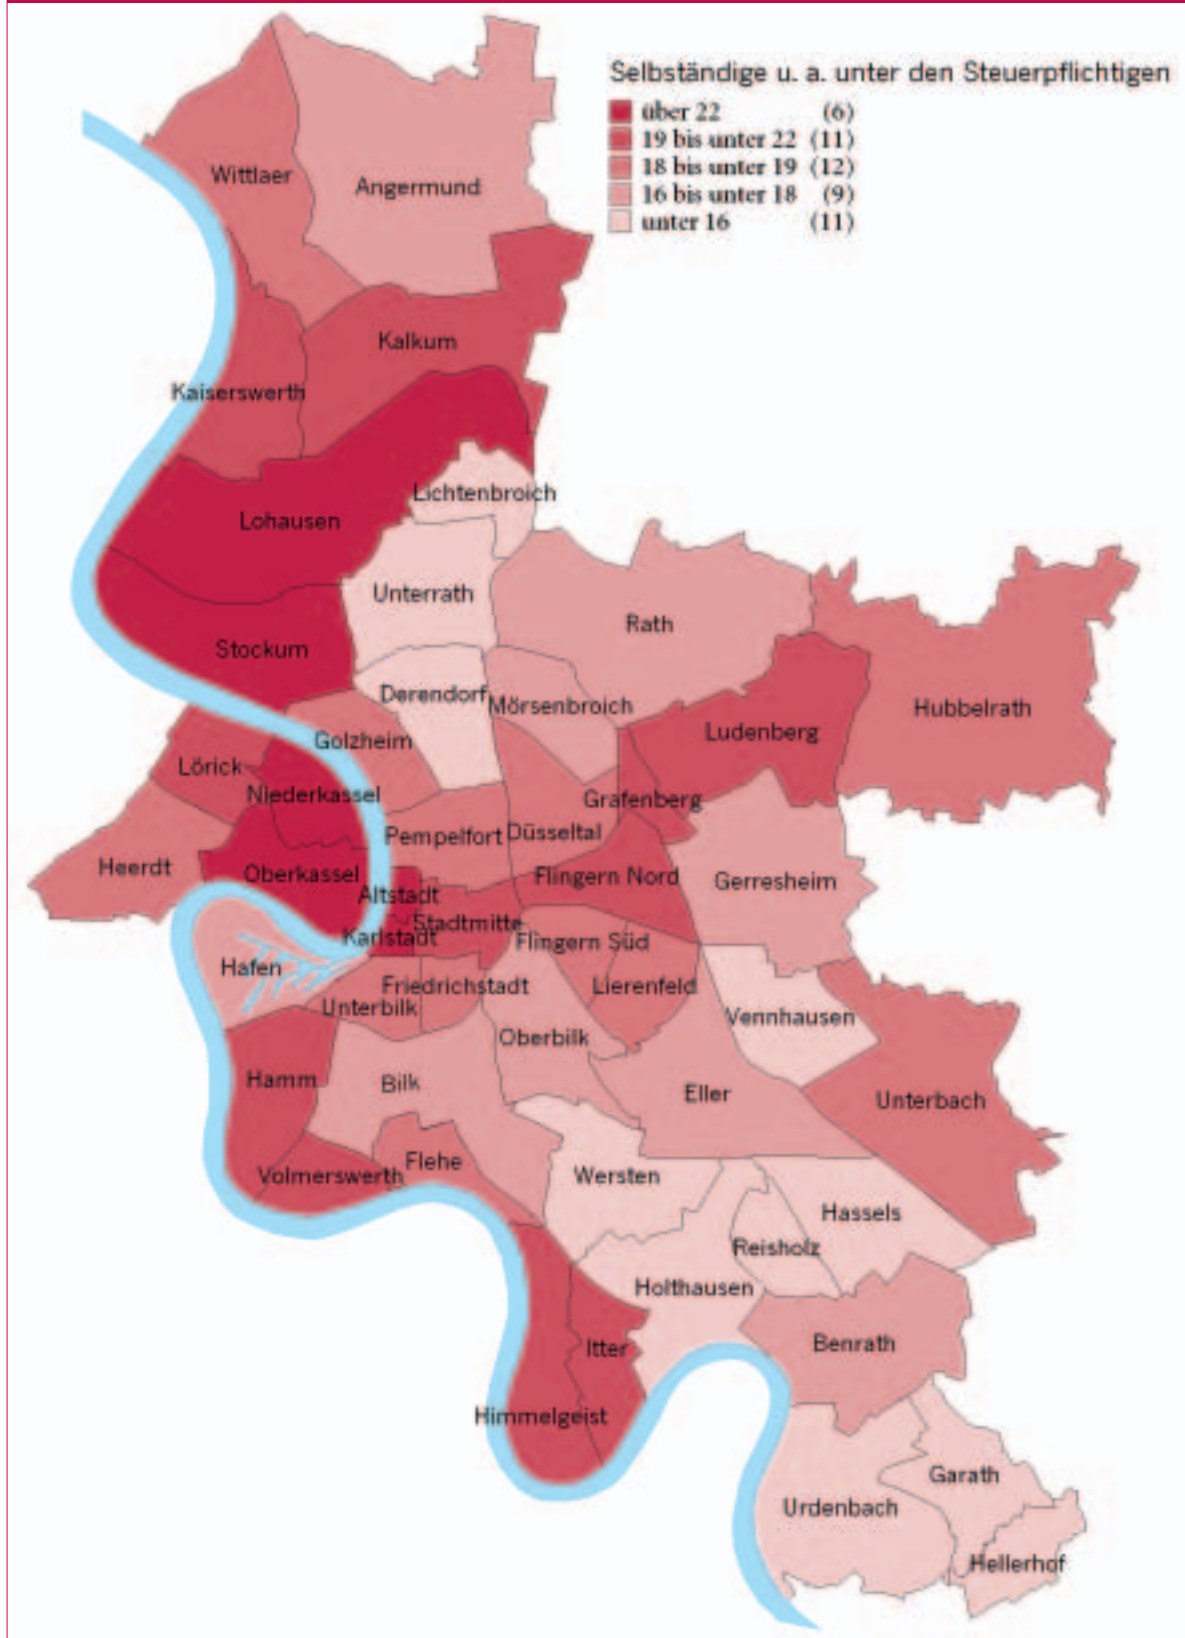 Selbständige u. a. unter den Steuerpflichtigen
über 22 (6)
19 bis unter 22 (11)
18 bis unter 19 (12)
16 bis unter 18 (9)
unter 16 (11)
Wittlaer
Angermund
Kalkum
Kaiserswerth
Lichtenbroich
Lohausen
Unterrath
Rath
Stockum
Derendorf
Mörsenbroich
Hubbelrath
Ludenberg
Golzheim
Lörick
Niederkassel
Grafenberg
Pempelfort
Düsseltal
Heerdt
Oberkassel
Flingern Nord
Gerresheim
Altstadt
Stadtmitte
Karlstadt
Flingern Süd
Hafen
Friedrichstadt
Lierenfeld
Unterbilk
Vennhausen
Oberbilk
Hamm
Bilk
Eller
Unterbach
Flehe
Volmerswerth
Wersten
Hassels
Reisholz
Holthausen
Benrath
Itter
Himmelgeist
Garath
Urdenbach
Hellerhof